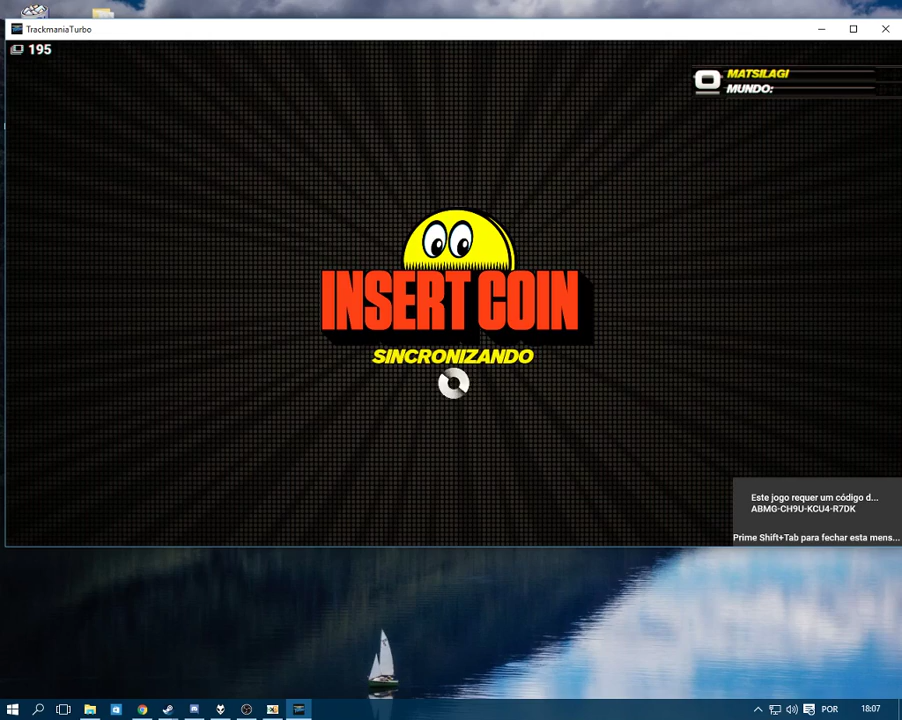 TrackmaniaTurbo
195
MATSILAGI
MUNDO:
INSERT COIN
SINCRONIZANDO
Este jogo requer um código d...
ABMG-CH9U-KCU4-R7DK
Prime Shift+Tab para fechar esta mens...
POR
18:07